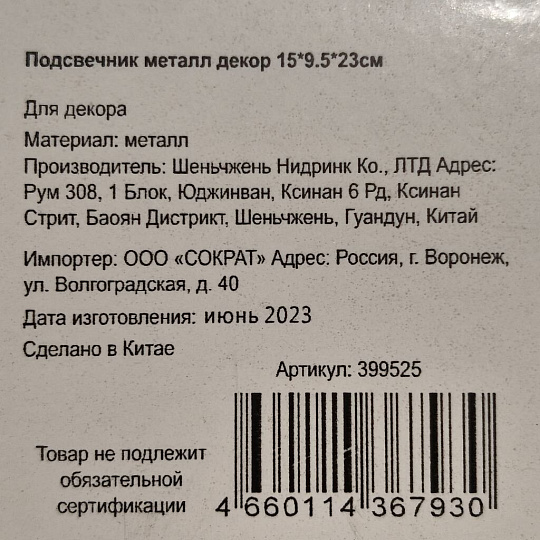 Подсвечник металл декор 15*9.5*23см
Для декора
Материал: металл
Производитель: Шеньчжень Нидринк Ко., ЛТД Адрес:
Рум 308, 1 Блок, Юджинван, Ксинан 6 Рд, Ксинан
Стрит, Баоян Дистрикт, Шеньчжень, Гуандун, Китай
Импортер: ООО «СОКРАТ» Адрес: Россия, г. Воронеж,
ул. Волгоградская, д. 40
Дата изготовления: июнь 2023
Сделано в Китае
Артикул: 399525
Товар не подлежит
обязательной
сертификации
4 660114 367930